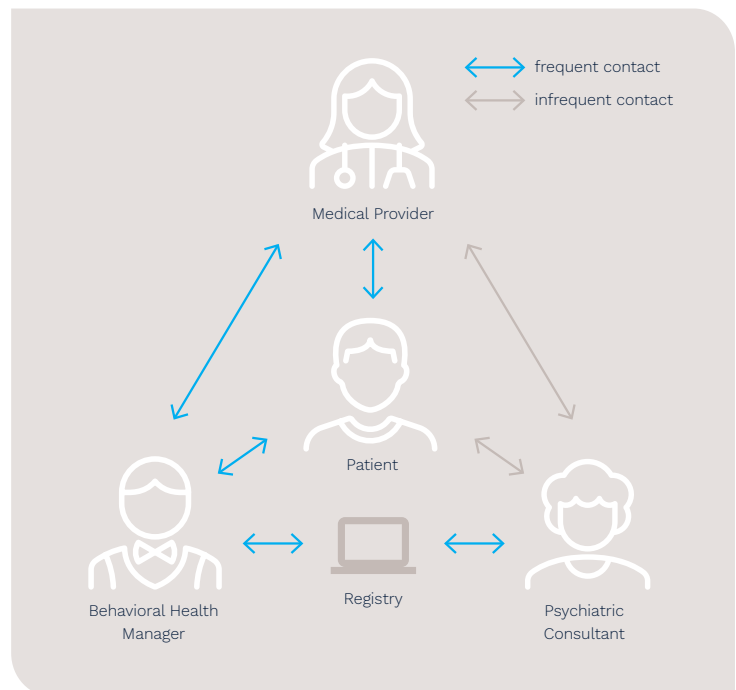 frequent contact
infrequent contact
Medical Provider
Patient
Registry
Behavioral Health
Manager
Psychiatric
Consultant